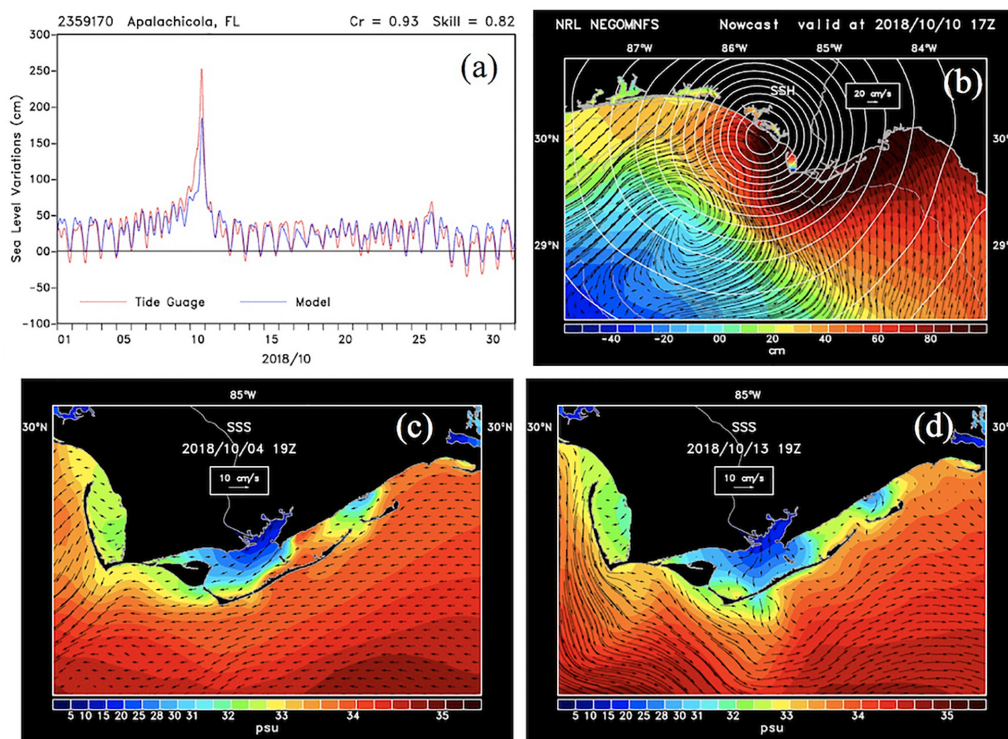 2359170 Apalachicola, FL Cr = 0.93 Skill = 0.82
(a)
Sea Level Variations (cm)
300
250
200
150
100
50
00
-50
-100
Tide Guage Model
01 05 10 15 20 25 30
2018/10
NRL NEGOMNFS Nowcast valid at 2018/10/10 17Z
87°W 86°W 85°W 84°W
(b)
SSH
20 cm/s
30°N 30°N
29°N 29°N
-40 -20 00 20 40 60 80
cm
85°W
30°N 30°N
(c)
SSS
2018/10/04 19Z
10 cm/s
5 10 15 20 25 28 30 31 32 33 34 35
psu
85°W
30°N 30°N
(d)
SSS
2018/10/13 19Z
10 cm/s
5 10 15 20 25 28 30 31 32 33 34 35
psu